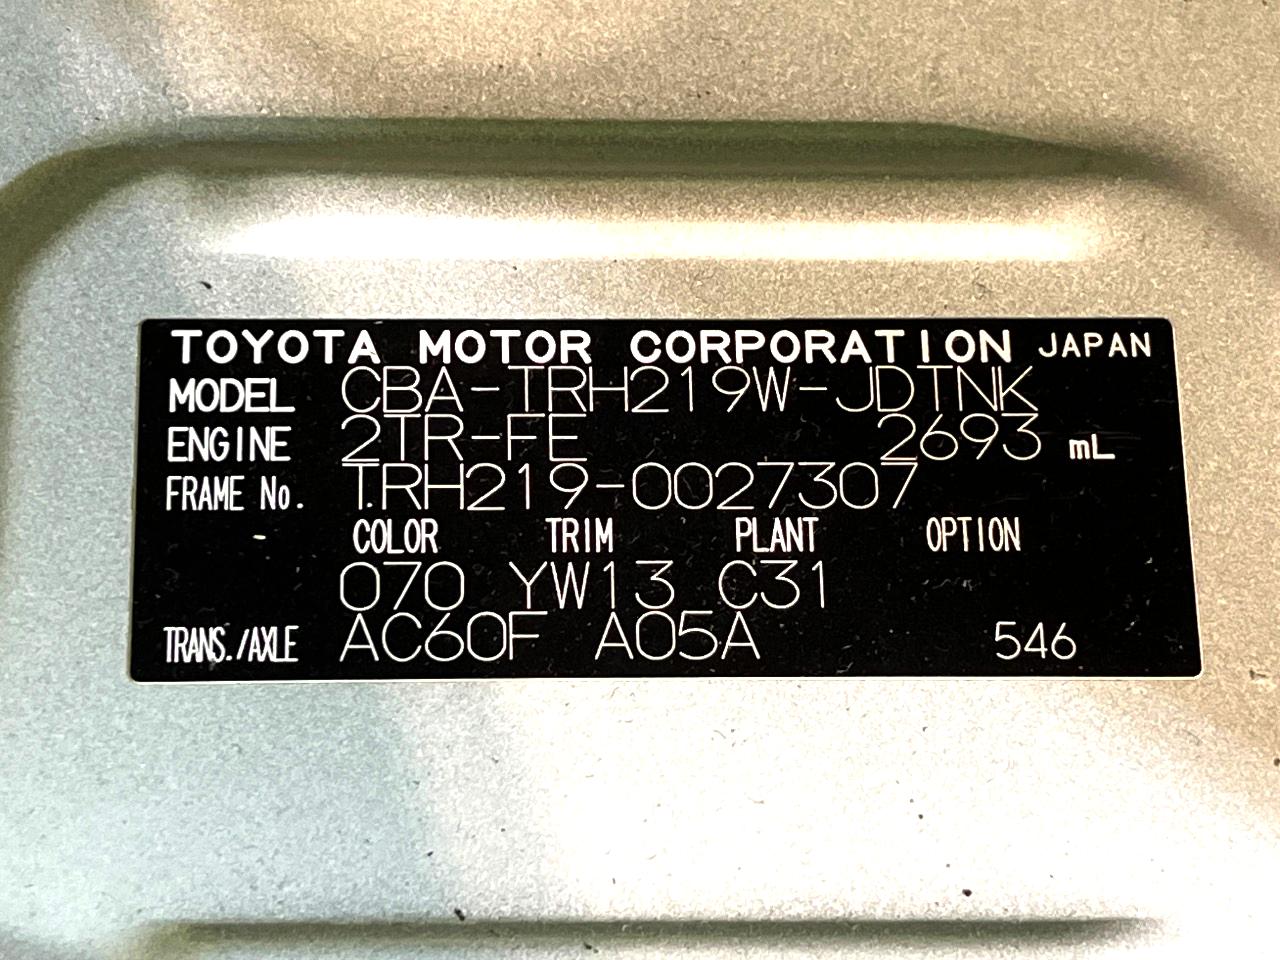 TOYOTA MOTOR CORPORATION JAPAN
MODEL CBA-TRH219W-JDTNK
ENGINE 2TR-FE 2693 mL
FRAME No. TRH219-0027307
COLOR TRIM PLANT OPTION
070 YW13 C31
TRANS./AXLE AC60F A05A 546